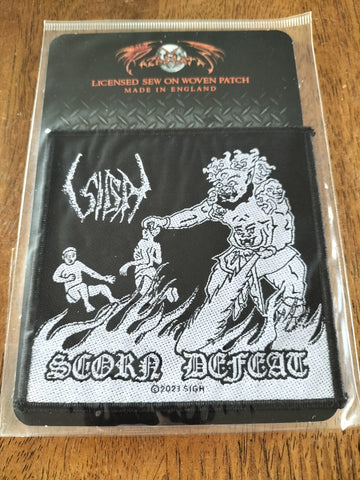 LICENSED SEW ON WOVEN PATCH
MADE IN ENGLAND
SIGH
SCORN DEFEAT
©2023 SIGH